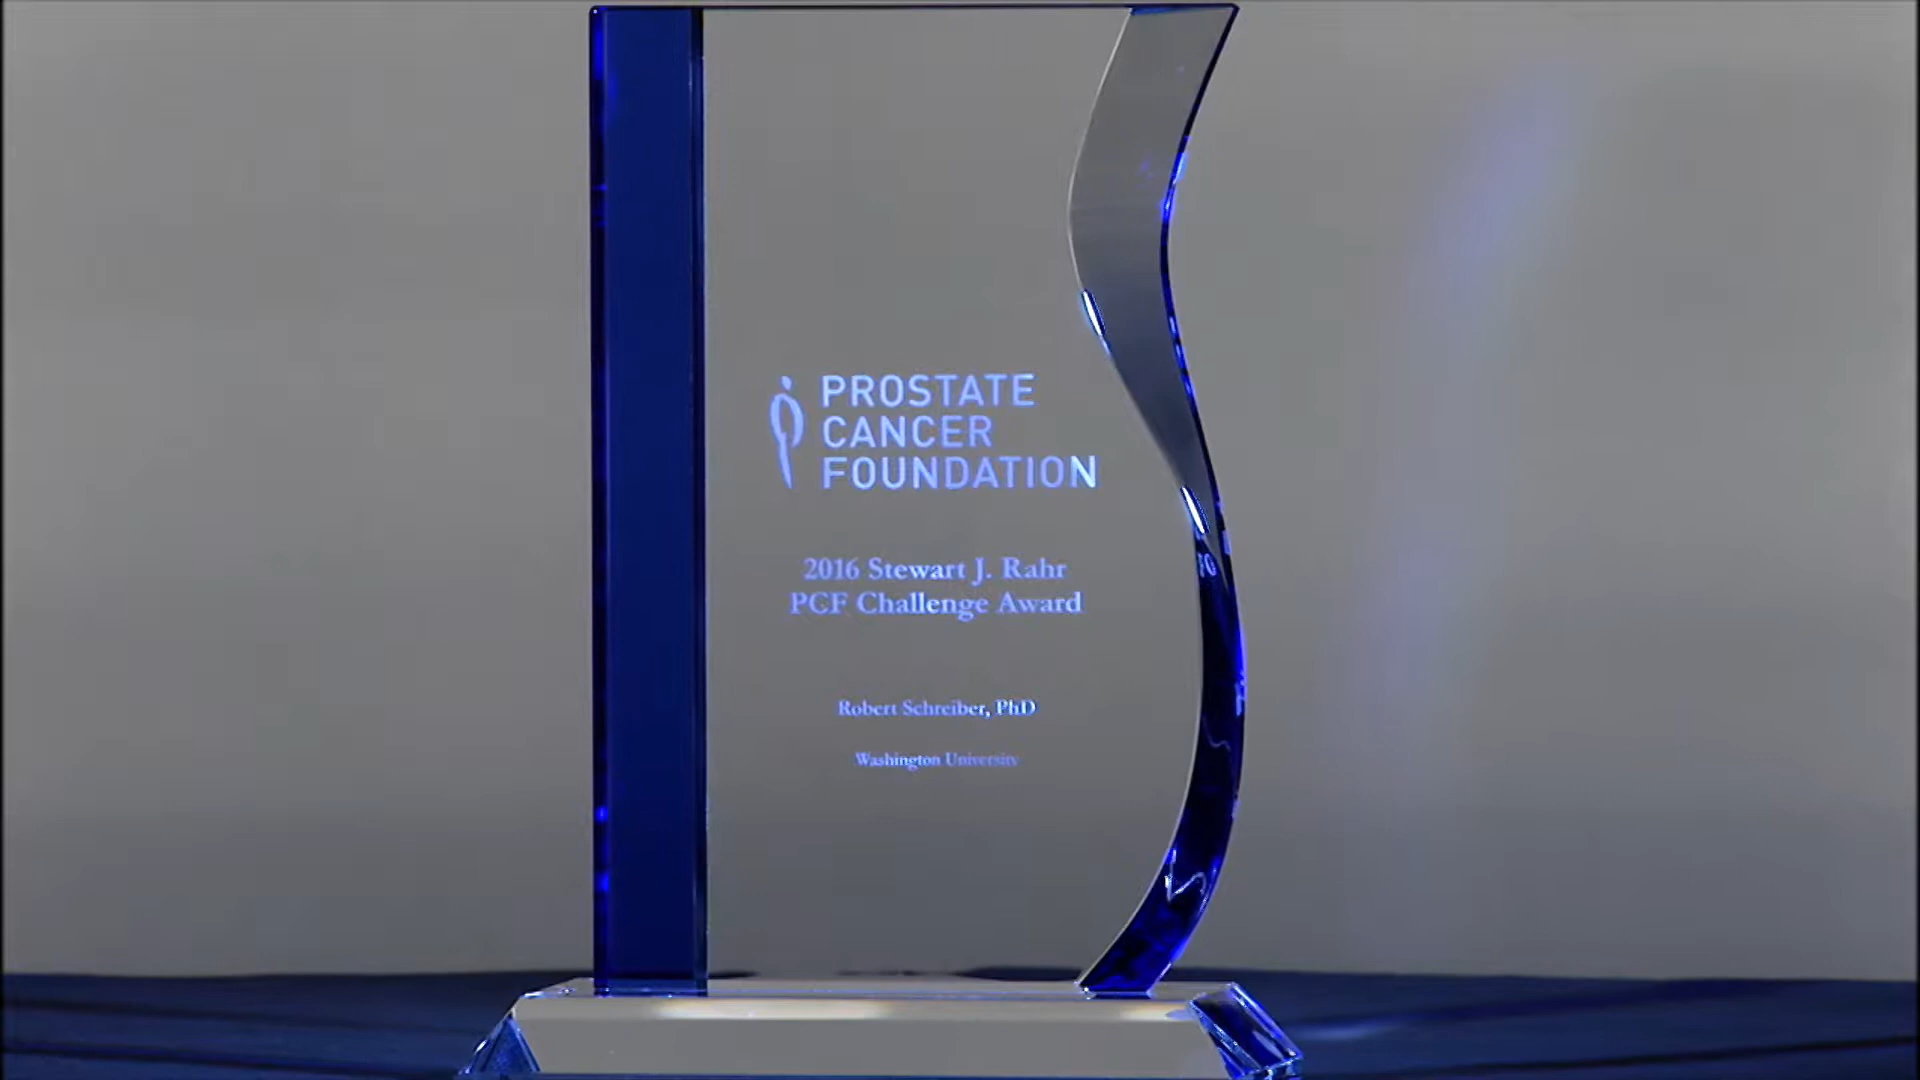 PROSTATE
CANCER
FOUNDATION
2016 Stewart J. Rahr
PCF Challenge Award
Robert Schreiber, PhD
Washington University